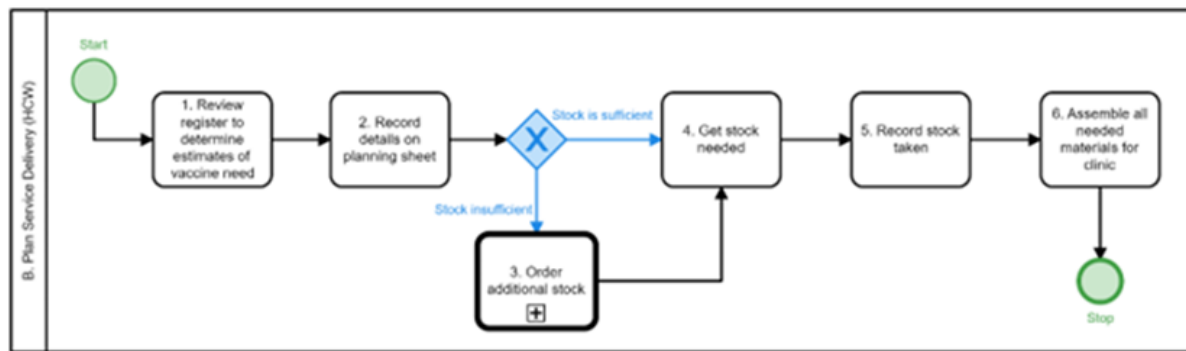 B. Plan Service Delivery (HCW)
Start
1. Review
register to
determine
estimates of
vaccine need
2. Record
details on
planning sheet
X
Stock is sufficient
Stock insufficient
3. Order
additional stock
4. Get stock
needed
5. Record stock
taken
6. Assemble all
needed
materials for
clinic
Stop